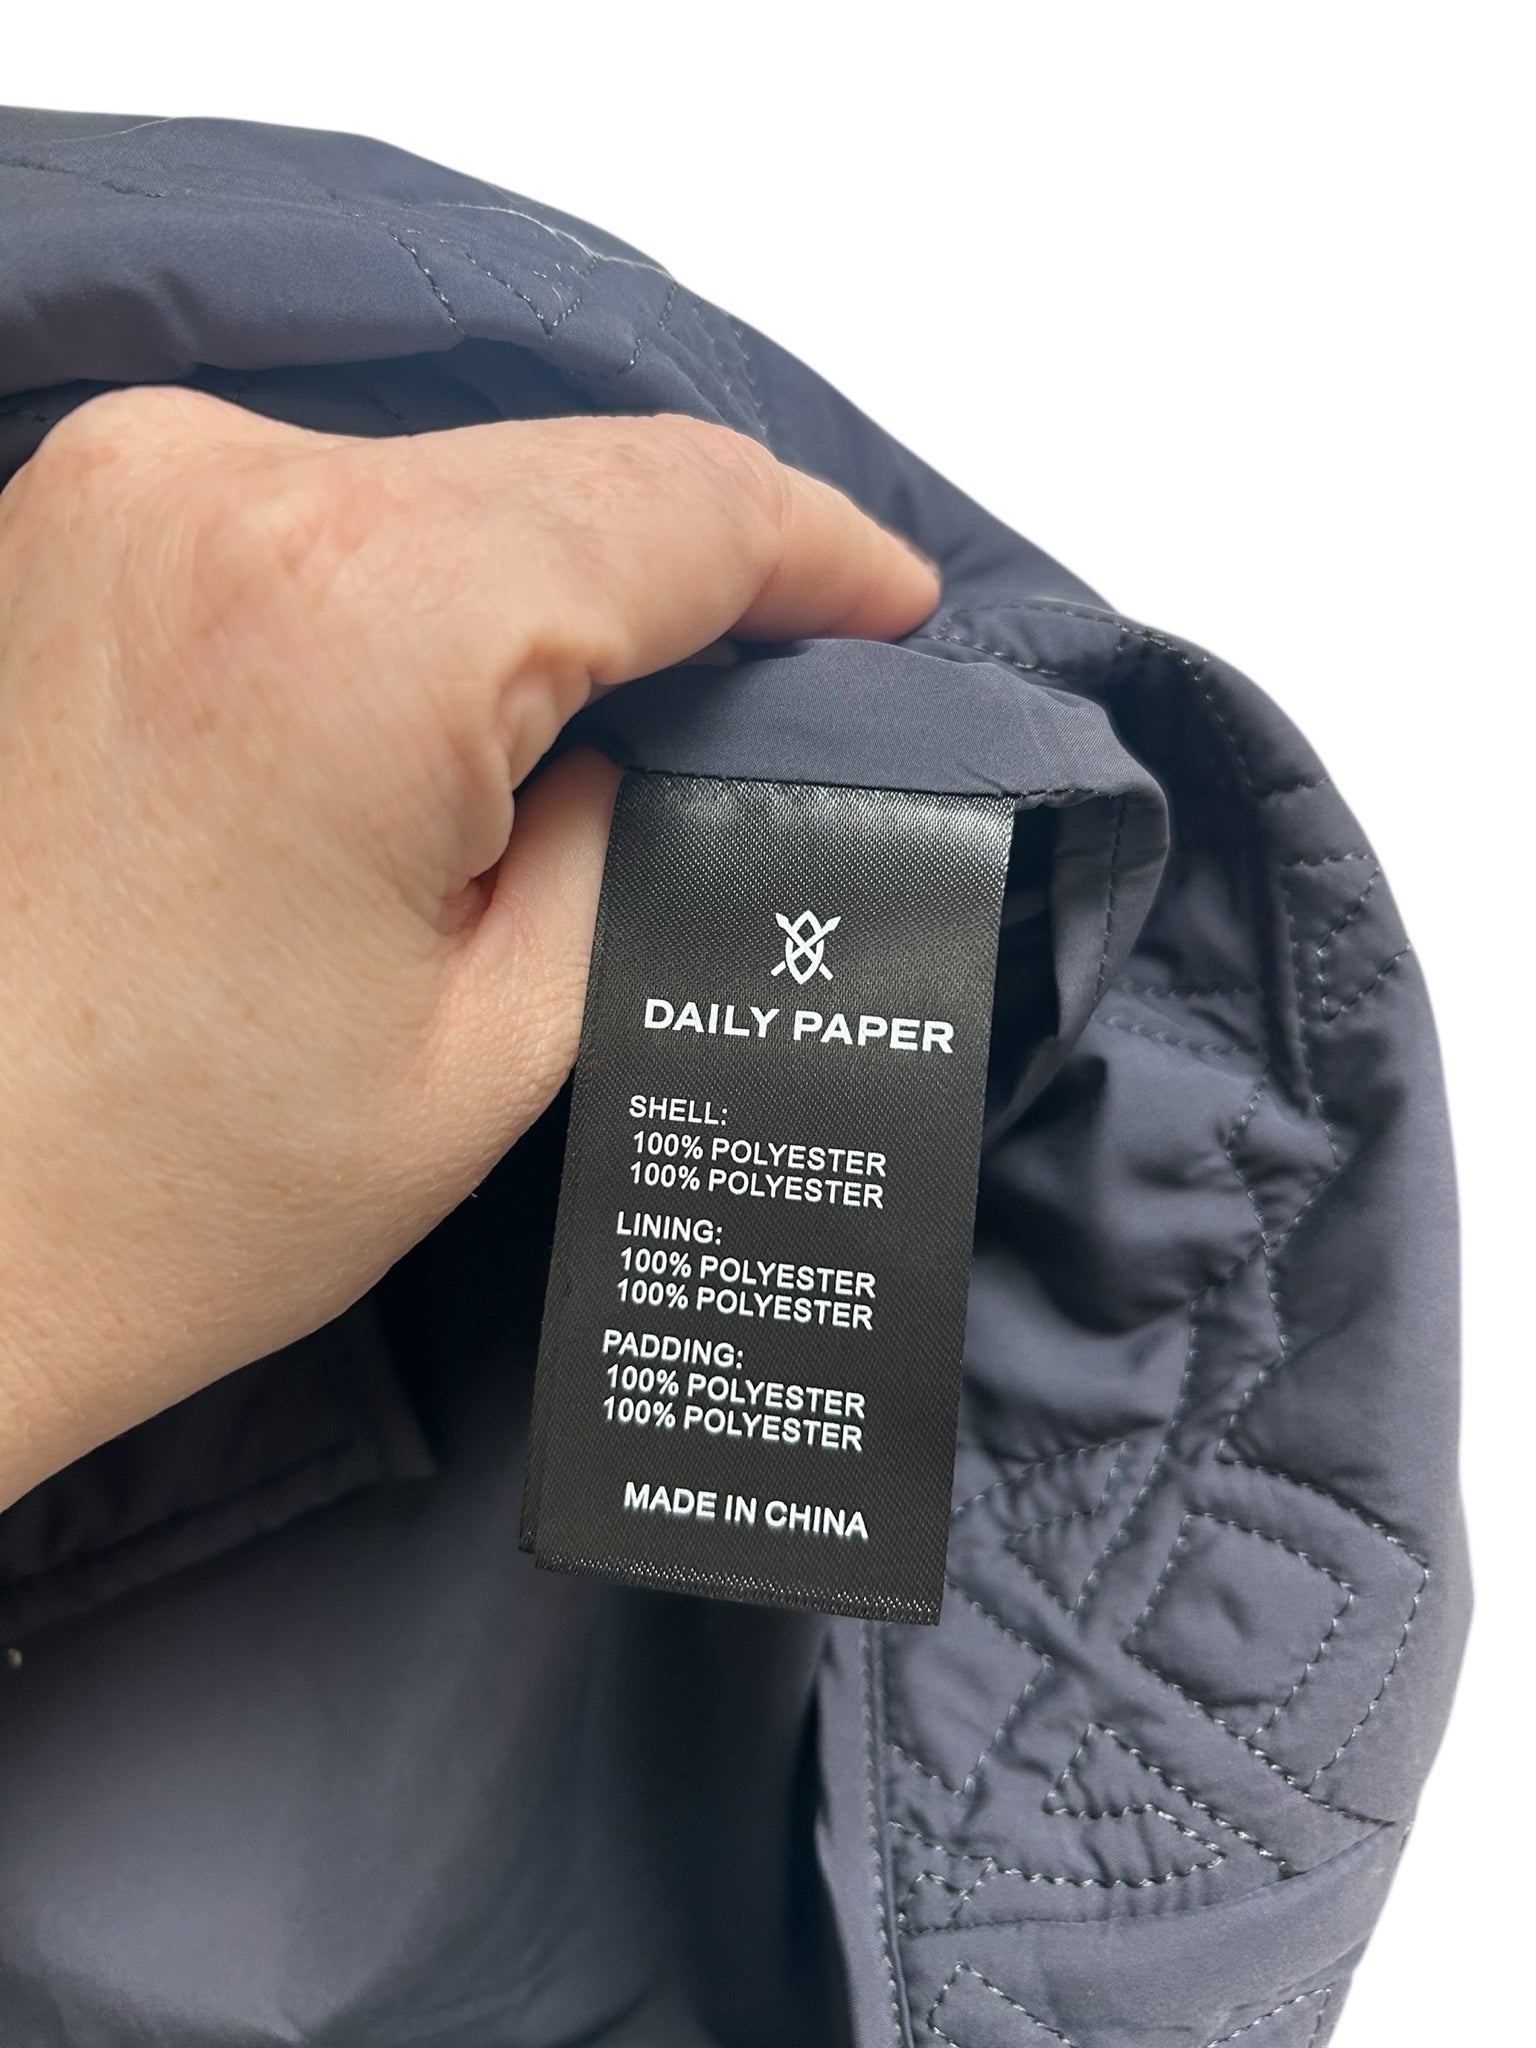 DAILY PAPER
SHELL:
100% POLYESTER
100% POLYESTER
LINING:
100% POLYESTER
100% POLYESTER
PADDING:
100% POLYESTER
100% POLYESTER
MADE IN CHINA